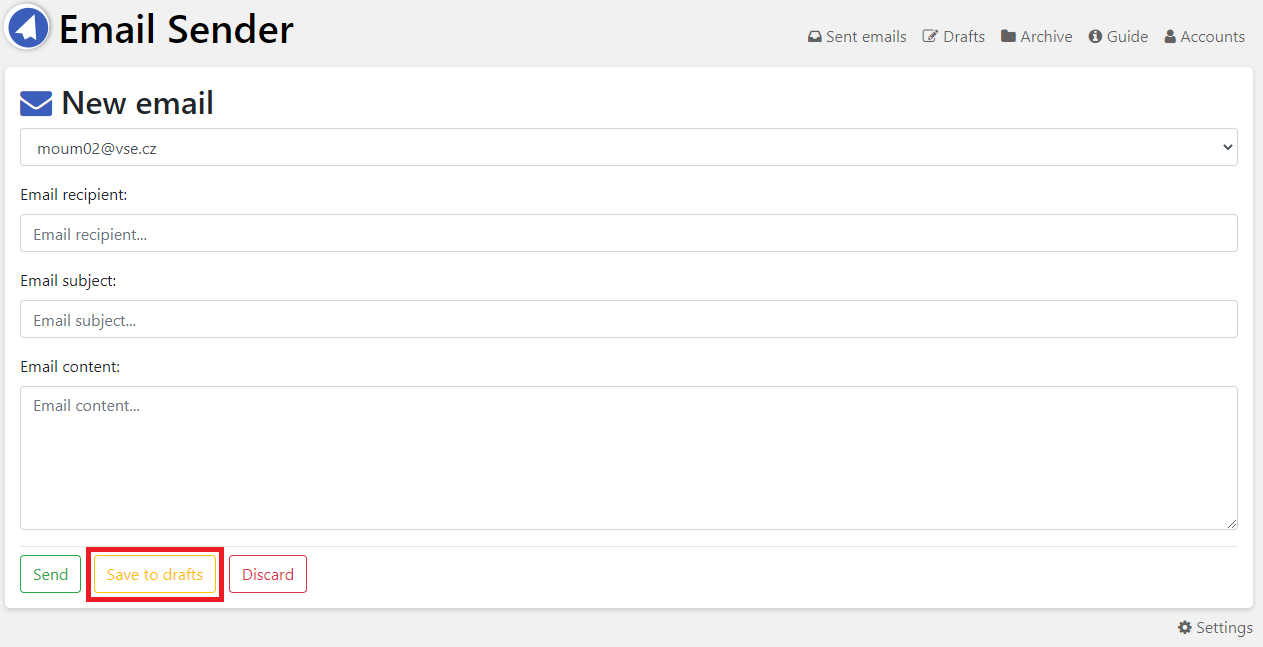 Email Sender
Sent emails Drafts Archive Guide Accounts
New email
moum02@vse.cz
Email recipient:
Email recipient...
Email subject:
Email subject...
Email content:
Email content...
Send Save to drafts Discard
Settings